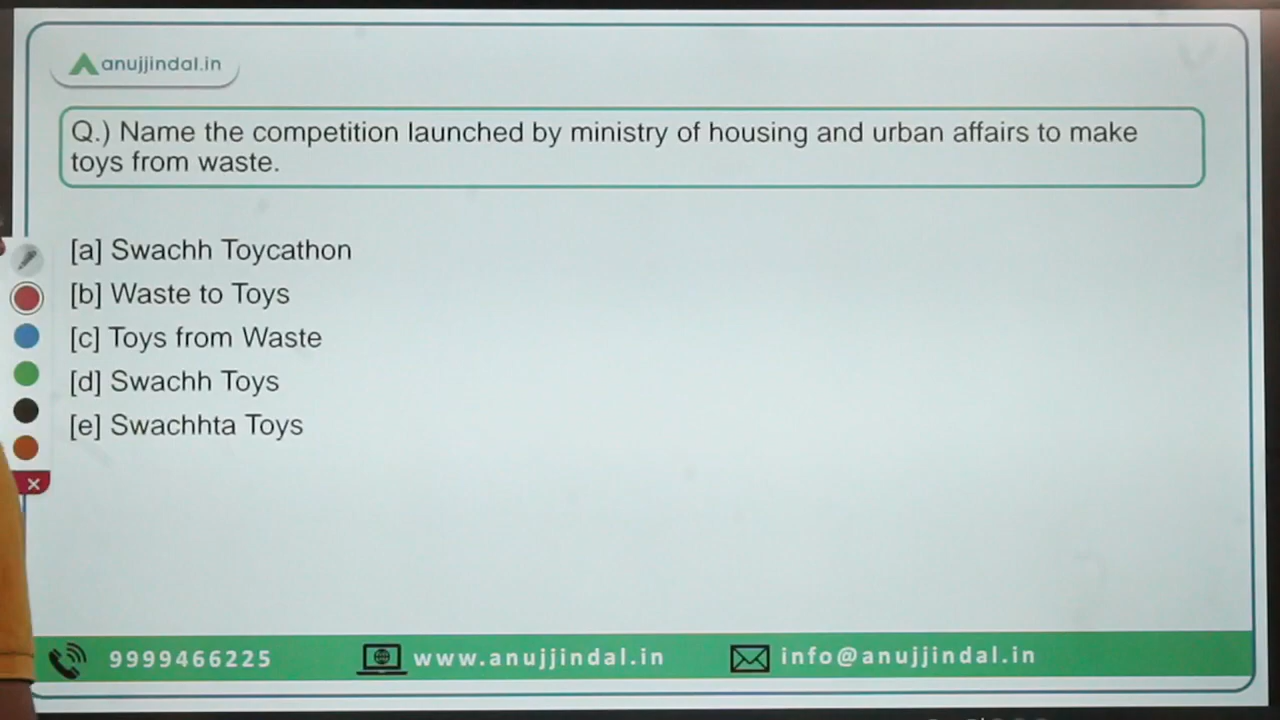 anujjindal.in
Q.) Name the competition launched by ministry of housing and urban affairs to make
toys from waste.
[a] Swachh Toycathon
[b] Waste to Toys
[c] Toys from Waste
[d] Swachh Toys
[e] Swachhta Toys
9999466225 www.anujjindal.in info@anujjindal.in